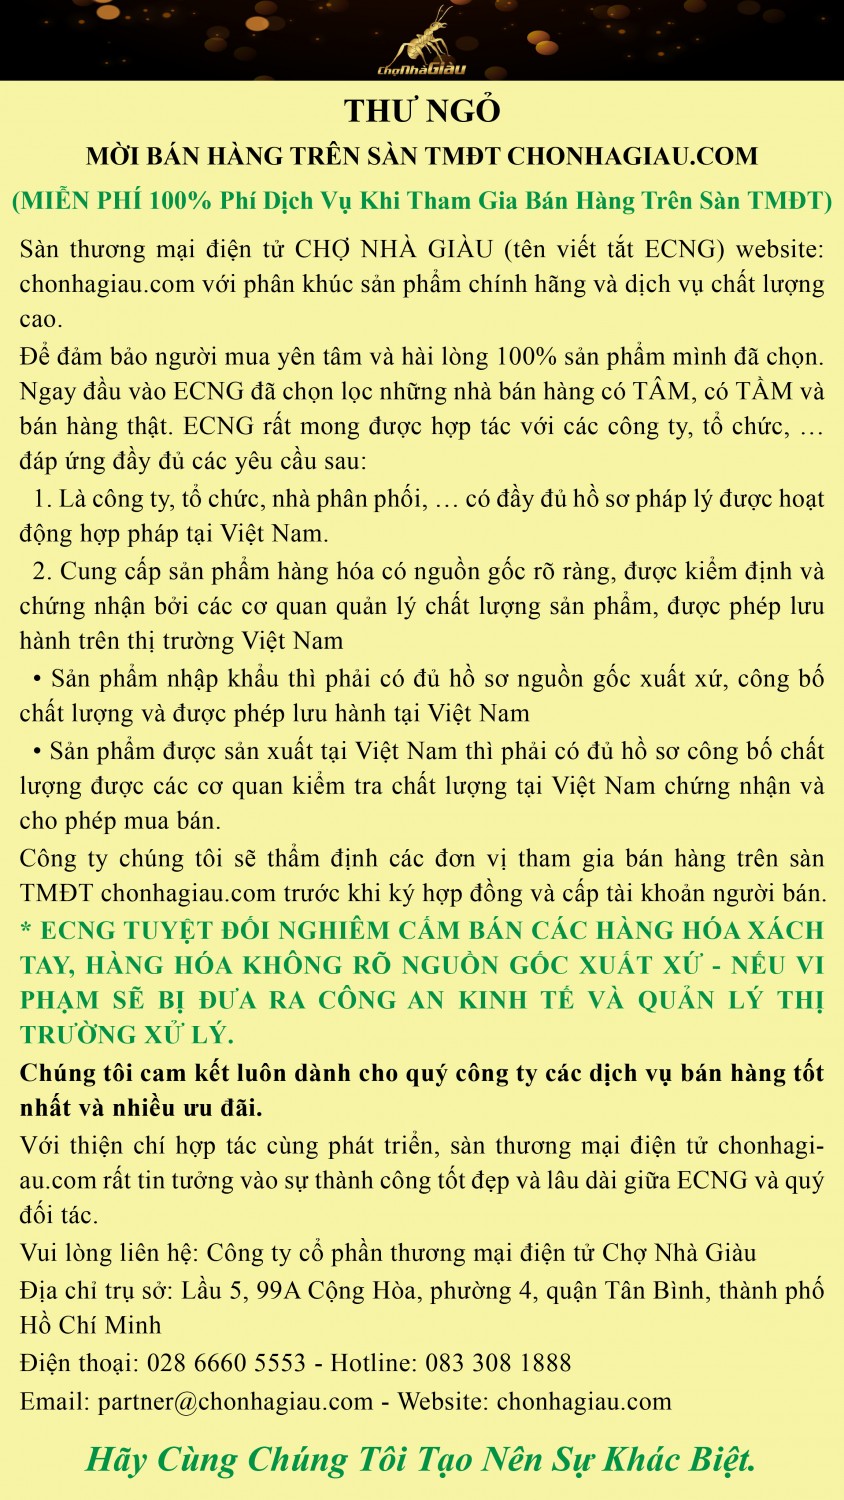 ChợNhàGiàu
THƯ NGỎ
MỜI BÁN HÀNG TRÊN SÀN TMĐT CHONHAGIAU.COM
(MIỄN PHÍ 100% Phí Dịch Vụ Khi Tham Gia Bán Hàng Trên Sàn TMĐT)
Sàn thương mại điện tử CHỢ NHÀ GIÀU (tên viết tắt ECNG) website:
chonhagiau.com với phân khúc sản phẩm chính hãng và dịch vụ chất lượng
cao.
Để đảm bảo người mua yên tâm và hài lòng 100% sản phẩm mình đã chọn.
Ngay đầu vào ECNG đã chọn lọc những nhà bán hàng có TÂM, có TẦM và
bán hàng thật. ECNG rất mong được hợp tác với các công ty, tổ chức, …
đáp ứng đầy đủ các yêu cầu sau:
1. Là công ty, tổ chức, nhà phân phối, … có đầy đủ hồ sơ pháp lý được hoạt
động hợp pháp tại Việt Nam.
2. Cung cấp sản phẩm hàng hóa có nguồn gốc rõ ràng, được kiểm định và
chứng nhận bởi các cơ quan quản lý chất lượng sản phẩm, được phép lưu
hành trên thị trường Việt Nam
• Sản phẩm nhập khẩu thì phải có đủ hồ sơ nguồn gốc xuất xứ, công bố
chất lượng và được phép lưu hành tại Việt Nam
• Sản phẩm được sản xuất tại Việt Nam thì phải có đủ hồ sơ công bố chất
lượng được các cơ quan kiểm tra chất lượng tại Việt Nam chứng nhận và
cho phép mua bán.
Công ty chúng tôi sẽ thẩm định các đơn vị tham gia bán hàng trên sàn
TMĐT chonhagiau.com trước khi ký hợp đồng và cấp tài khoản người bán.
* ECNG TUYỆT ĐỐI NGHIÊM CẤM BÁN CÁC HÀNG HÓA XÁCH
TAY, HÀNG HÓA KHÔNG RÕ NGUỒN GỐC XUẤT XỨ - NẾU VI
PHẠM SẼ BỊ ĐƯA RA CÔNG AN KINH TẾ VÀ QUẢN LÝ THỊ
TRƯỜNG XỬ LÝ.
Chúng tôi cam kết luôn dành cho quý công ty các dịch vụ bán hàng tốt
nhất và nhiều ưu đãi.
Với thiện chí hợp tác cùng phát triển, sàn thương mại điện tử chonhagi-
au.com rất tin tưởng vào sự thành công tốt đẹp và lâu dài giữa ECNG và quý
đối tác.
Vui lòng liên hệ: Công ty cổ phần thương mại điện tử Chợ Nhà Giàu
Địa chỉ trụ sở: Lầu 5, 99A Cộng Hòa, phường 4, quận Tân Bình, thành phố
Hồ Chí Minh
Điện thoại: 028 6660 5553 - Hotline: 083 308 1888
Email: partner@chonhagiau.com - Website: chonhagiau.com
Hãy Cùng Chúng Tôi Tạo Nên Sự Khác Biệt.